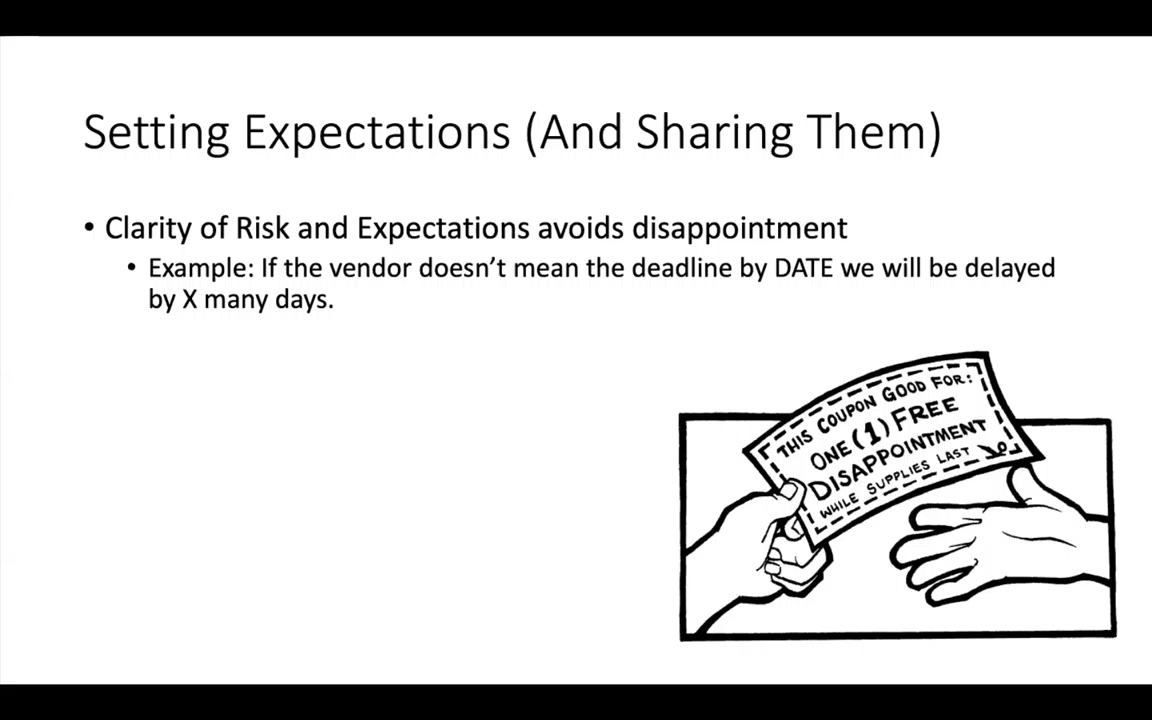 Setting Expectations (And Sharing Them)
• Clarity of Risk and Expectations avoids disappointment
• Example: If the vendor doesn’t mean the deadline by DATE we will be delayed
by X many days.
THIS COUPON GOOD FOR:
ONE (1) FREE
DISAPPOINTMENT
WHILE SUPPLIES LAST